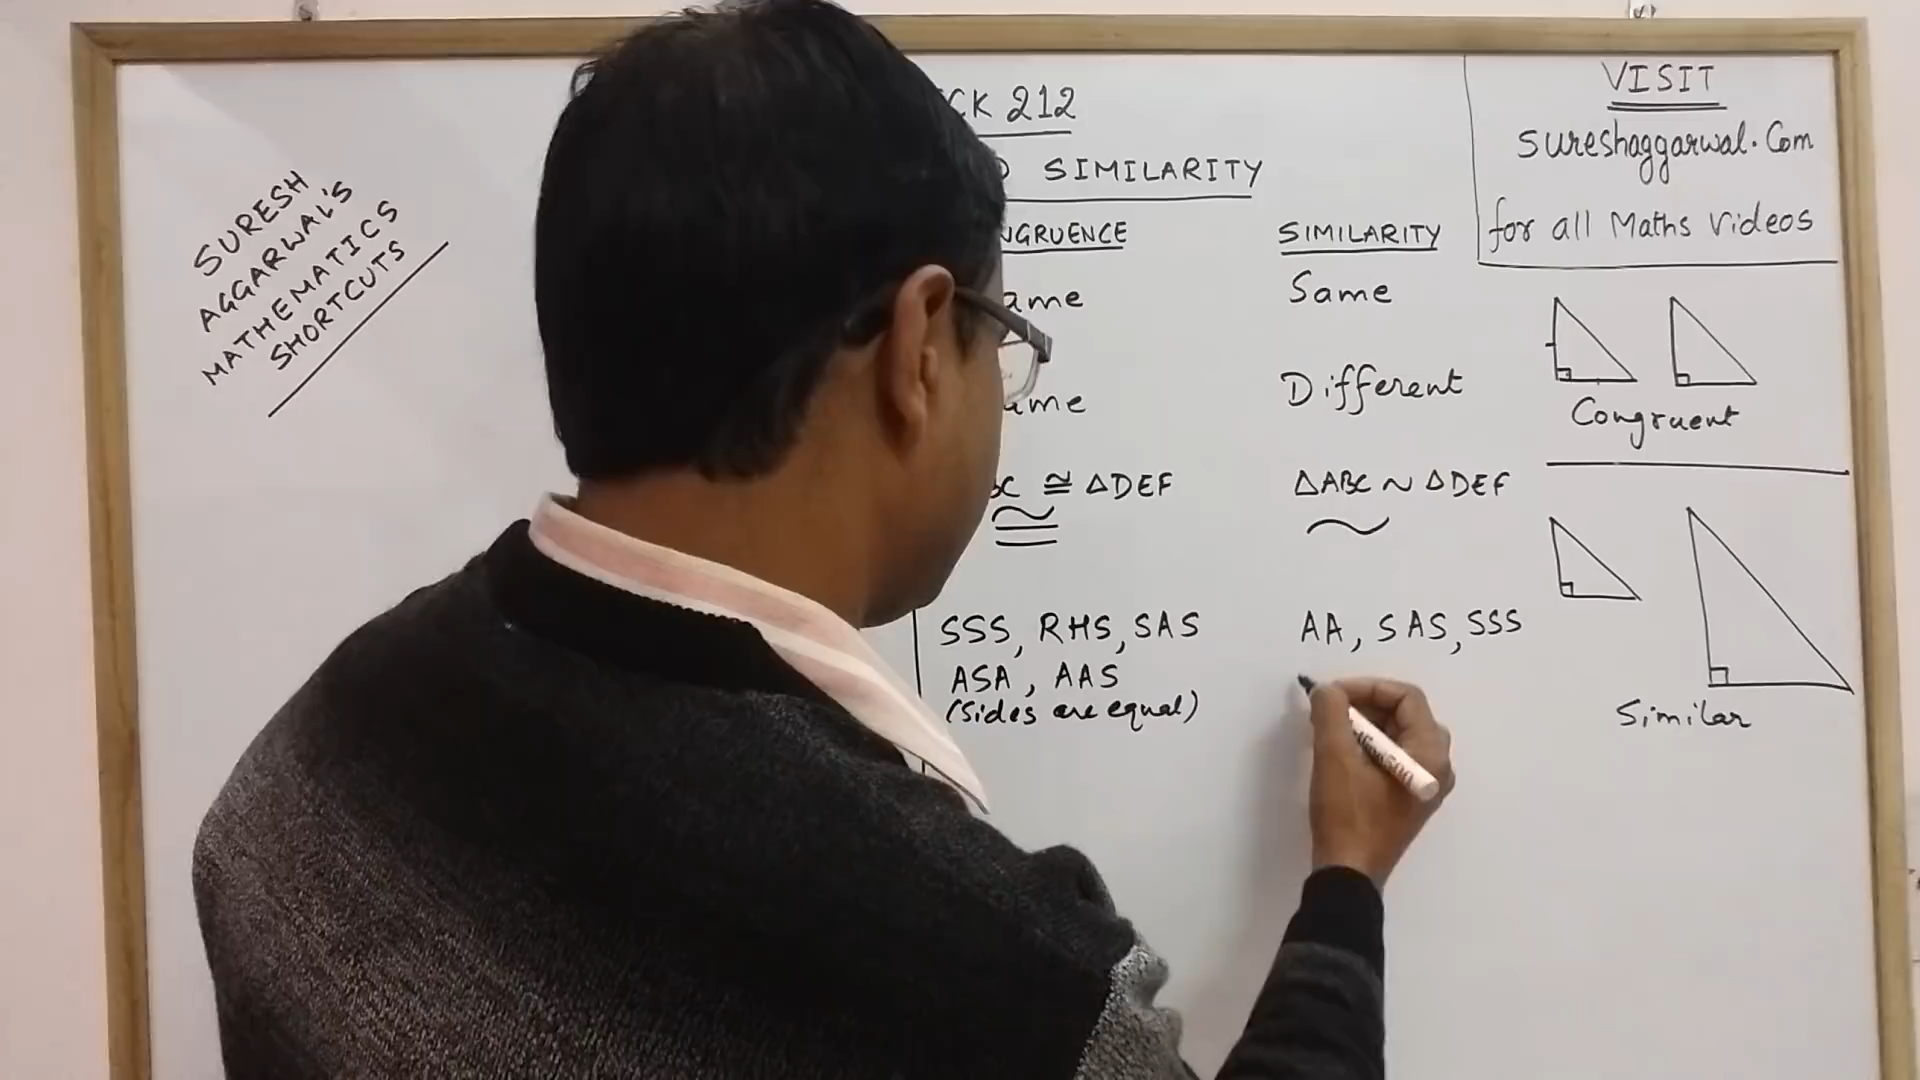 SURESH
AGGARWAL'S
MATHEMATICS
SHORTCUTS
CK 212
SIMILARITY
NGRUENCE
ame
ame
BC ≅ △DEF
≅
SSS, RHS, SAS
ASA, AAS
(Sides are equal)
SIMILARITY
Same
Different
△ABC ~ △DEF
~
AA, SAS, SSS
VISIT
sureshaggarwal.Com
for all Maths Videos
Congruent
Similar